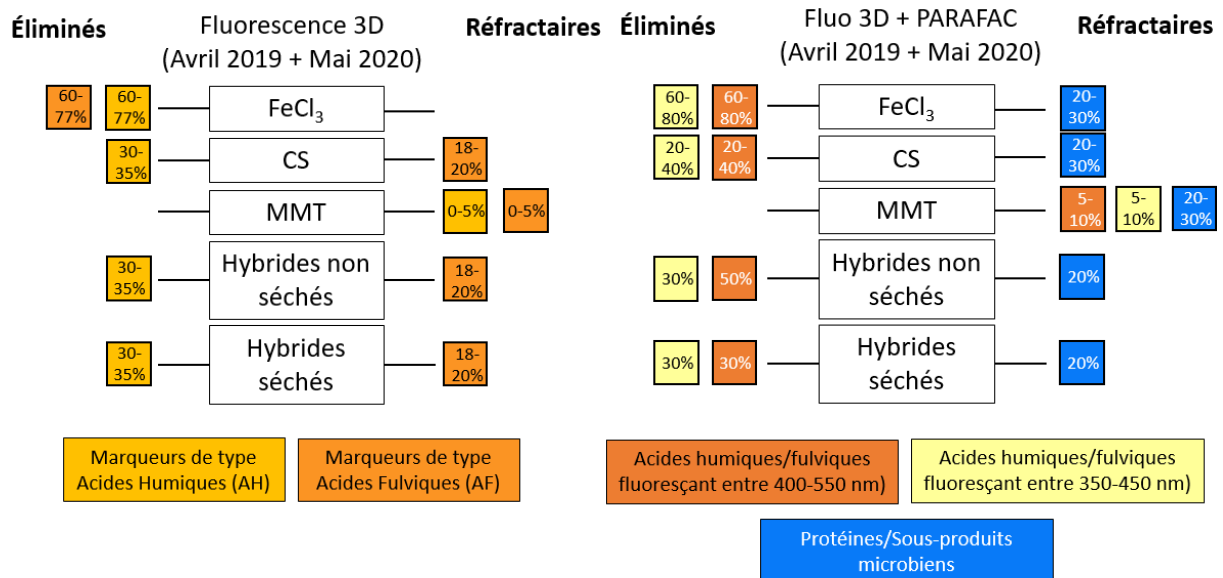 Éliminés
Fluorescence 3D
(Avril 2019 + Mai 2020)
Réfractaires
60-
77%
60-
77%
FeCl₃
30-
35%
CS
18-
20%
MMT
0-5%
0-5%
30-
35%
Hybrides non
séchés
18-
20%
30-
35%
Hybrides
séchés
18-
20%
Marqueurs de type
Acides Humiques (AH)
Marqueurs de type
Acides Fulviques (AF)
Éliminés
Fluo 3D + PARAFAC
(Avril 2019 + Mai 2020)
Réfractaires
60-
80%
60-
80%
FeCl₃
20-
30%
20-
40%
20-
40%
CS
20-
30%
MMT
5-
10%
5-
10%
20-
30%
30%
50%
Hybrides non
séchés
20%
30%
30%
Hybrides
séchés
20%
Acides humiques/fulviques
fluoresçant entre 400-550 nm)
Acides humiques/fulviques
fluoresçant entre 350-450 nm)
Protéines/Sous-produits
microbiens